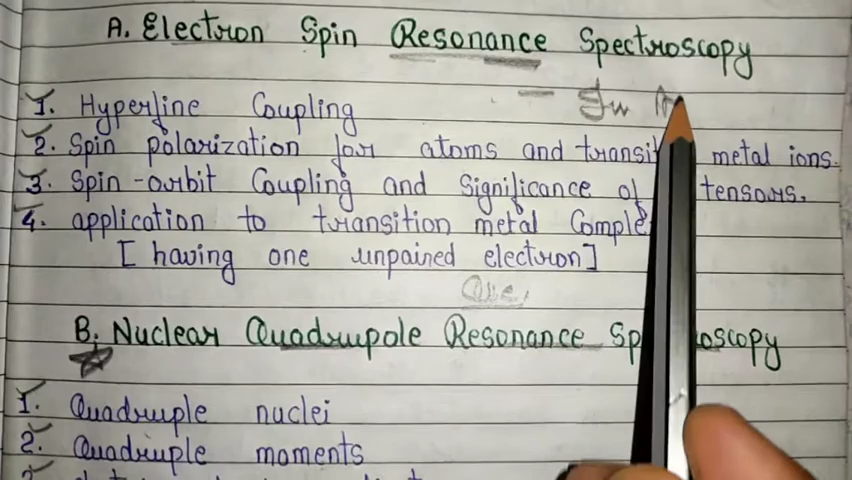 A. Electron Spin Resonance Spectroscopy
1. Hyperfine Coupling
2. Spin polarization for atoms and transit metal ions.
3. Spin-orbit Coupling and significance of tensors.
4. application to transition metal Comple
[having one unpaired electron]
Que,
B. Nuclear Quadrupole Resonance Sp oscopy
1. Quadruple nuclei
2. Quadruple moments